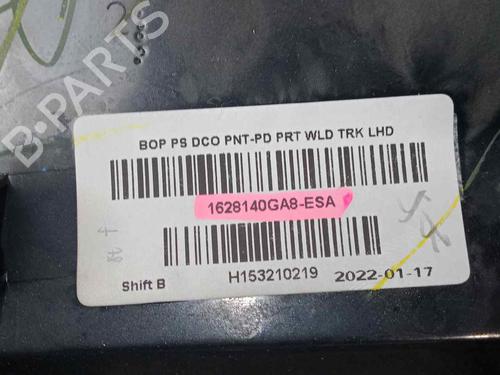 B-PARTS
BOP PS DCO PNT-PD PRT WLD TRK LHD
1628140GA8-ESA
Shift B
H153210219
2022-01-17